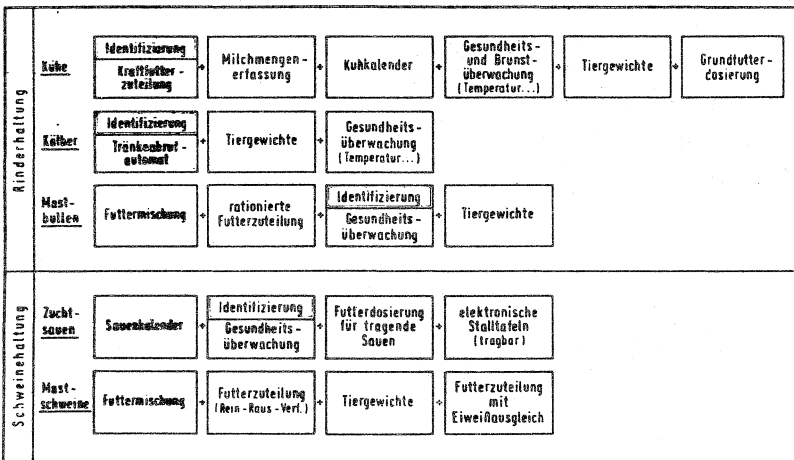 Rinderhaltung
Kühe
Identifizierung
Kraftfutter-
zuteilung
Milchmengen-
erfassung
Kuhkalender
Gesundheits-
und Brunst-
überwachung
(Temperatur...)
Tiergewichte
Grundfutter-
dosierung
Kälber
Identifizierung
Tränkeabruf-
automat
Tiergewichte
Gesundheits-
überwachung
(Temperatur...)
Mast-
bullen
Futtermischung
rationierte
Futterzuteilung
Identifizierung
Gesundheits-
überwachung
Tiergewichte
Schweinehaltung
Zucht-
sauen
Sauenkalender
Identifizierung
Gesundheits-
überwachung
Futterdosierung
für tragende
Sauen
elektronische
Stalltafeln
(tragbar)
Mast-
schweine
Futtermischung
Futterzuteilung
(Rein-Raus-Verf.)
Tiergewichte
Futterzuteilung
mit
Eiweißausgleich